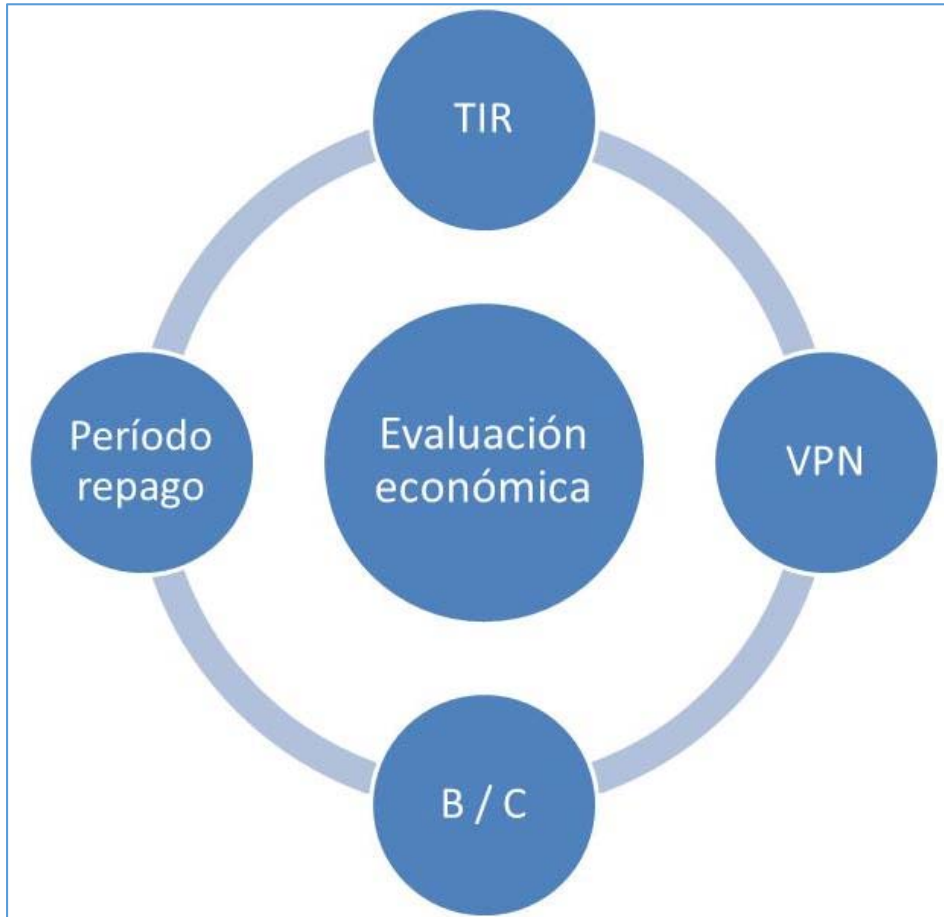 TIR
Período
repago
Evaluación
económica
VPN
B / C